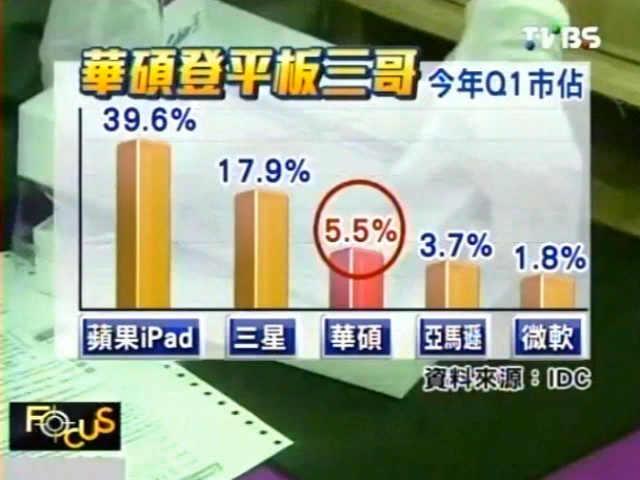 TVBS
華碩登平板三哥 今年Q1市佔
39.6%
17.9%
5.5%
3.7%
1.8%
蘋果iPad 三星 華碩 亞馬遜 微軟
資料來源：IDC
FOCUS